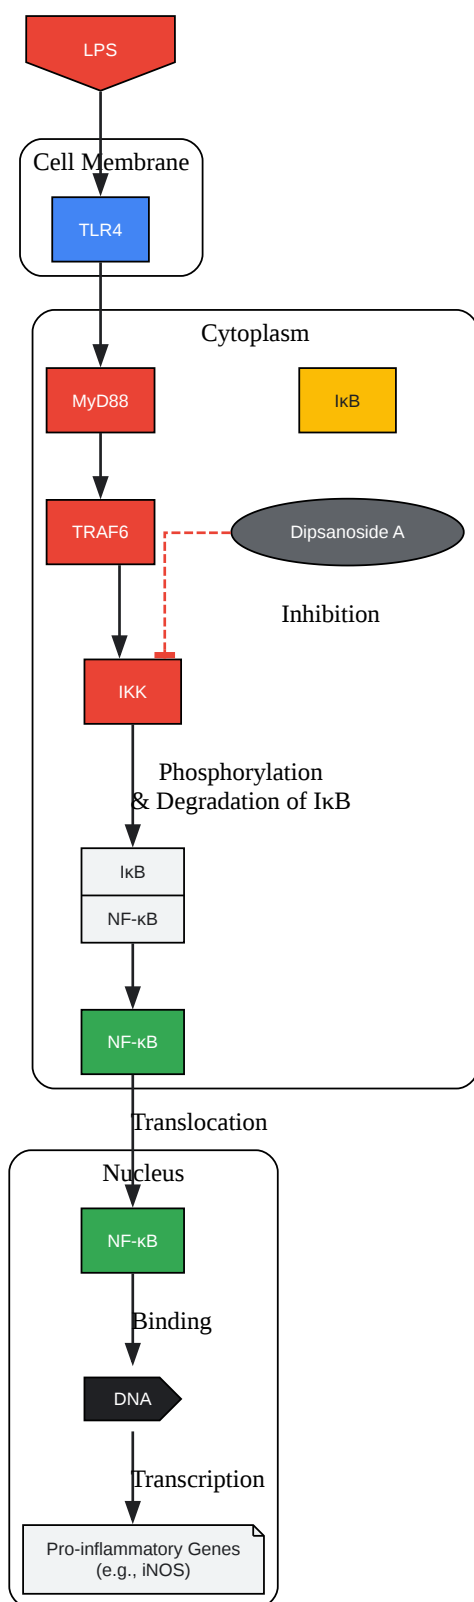 LPS
Cell Membrane
TLR4
Cytoplasm
MyD88
IκB
TRAF6
Dipsanoside A
Inhibition
IKK
Phosphorylation
& Degradation of IκB
IκB
NF-κB
NF-κB
Translocation
Nucleus
NF-κB
Binding
DNA
Transcription
Pro-inflammatory Genes
(e.g., iNOS)